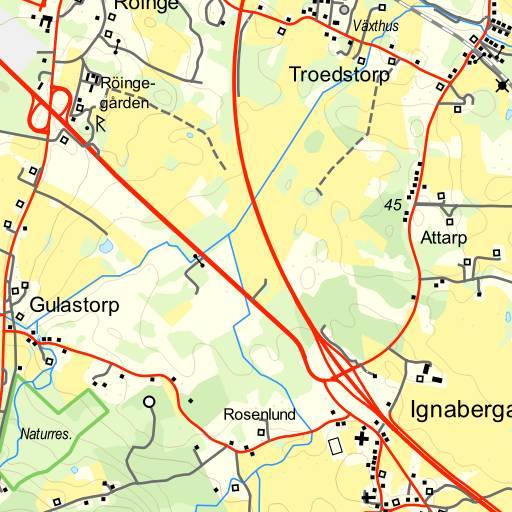 Röinge
Växthus
Troedstorp
Röinge-
gården
R
45
Attarp
Gulastorp
Rosenlund
Ignaberga
Naturres.